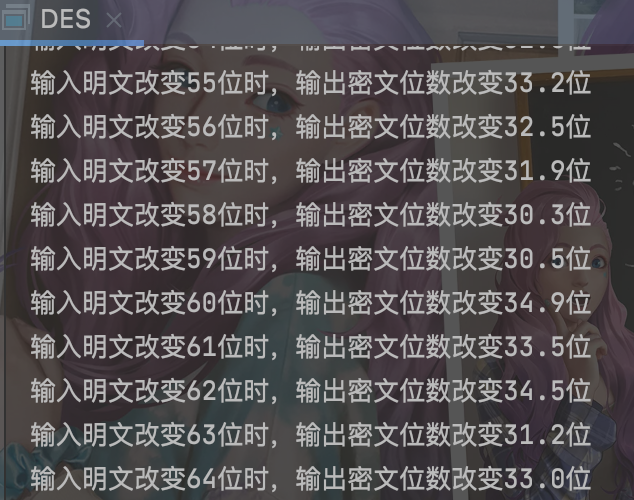 DES
输入明文改变55位时，输出密文位数改变33.2位
输入明文改变56位时，输出密文位数改变32.5位
输入明文改变57位时，输出密文位数改变31.9位
输入明文改变58位时，输出密文位数改变30.3位
输入明文改变59位时，输出密文位数改变30.5位
输入明文改变60位时，输出密文位数改变34.9位
输入明文改变61位时，输出密文位数改变33.5位
输入明文改变62位时，输出密文位数改变34.5位
输入明文改变63位时，输出密文位数改变31.2位
输入明文改变64位时，输出密文位数改变33.0位